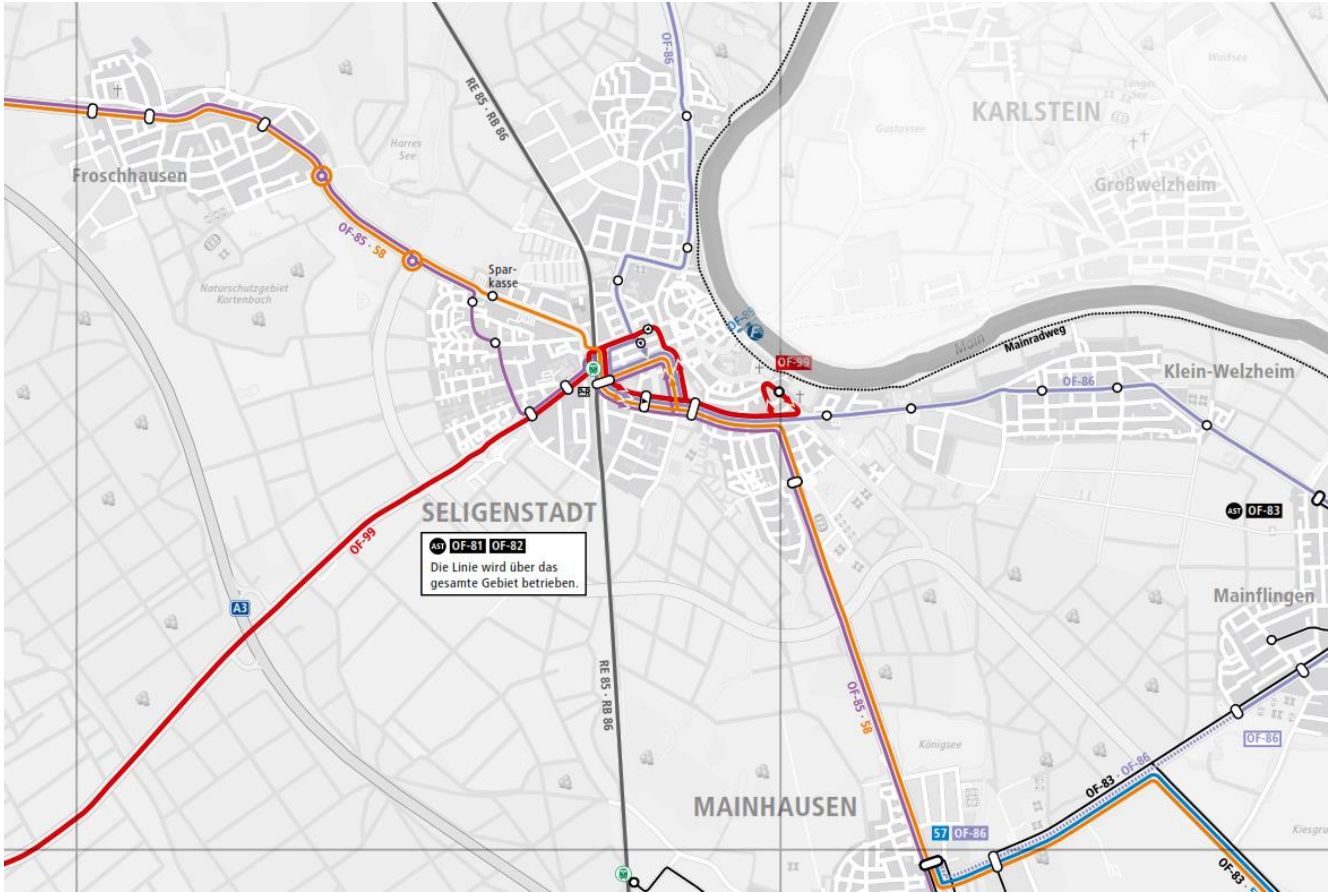 OF-86
RE 85 · RB 86
KARLSTEIN
Weißsee
Langer
See
Gustavsee
Großwelzheim
Harres
See
Froschhausen
OF-85 · 58
Naturschutzgebiet
Kortenbach
Spar-
kasse
OF-85
F
Main
Mainradweg
OF-99
Klein-Welzheim
OF-86
SELIGENSTADT
AST OF-81 OF-82
Die Linie wird über das
gesamte Gebiet betrieben.
OF-99
AST OF-83
A3
Mainflingen
RE 85 · RB 86
OF-85 · 58
Königsee
OF-86
OF-83 · OF-86
MAINHAUSEN
57 OF-86
OF-83